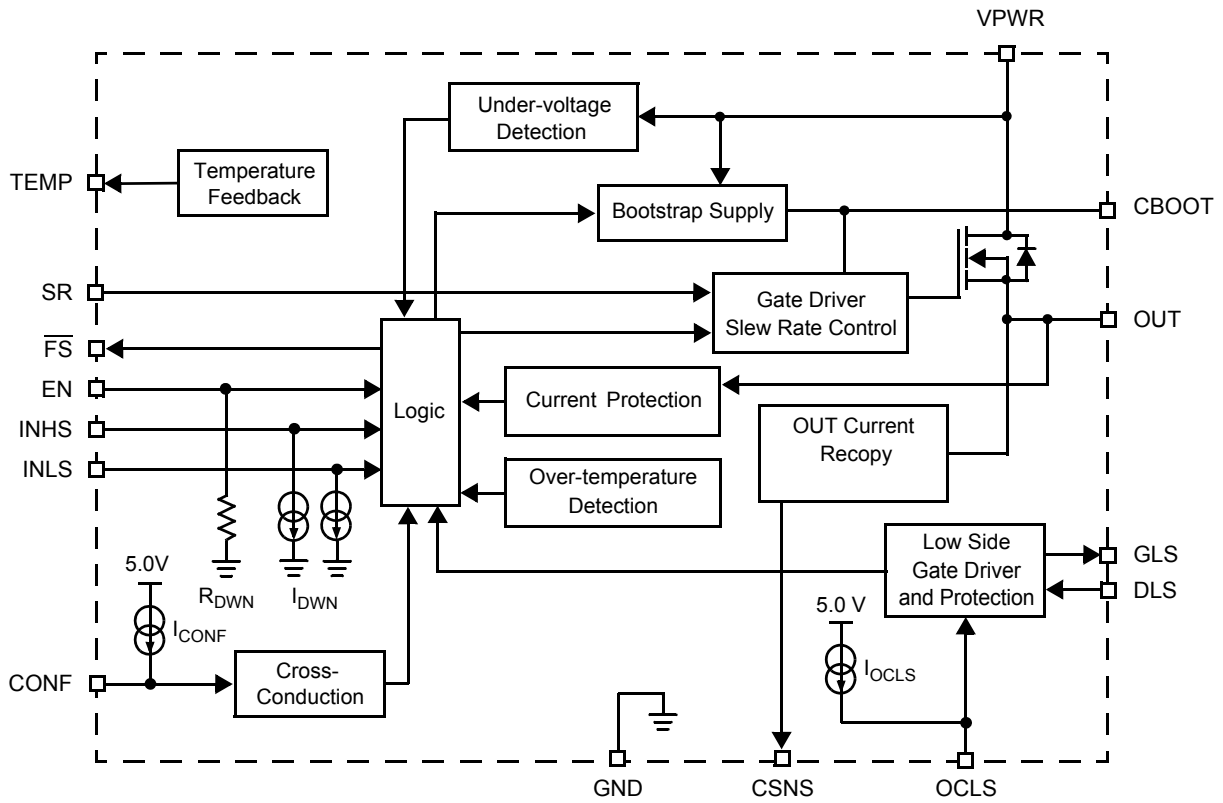 VPWR
Under-voltage
Detection
TEMP
Temperature
Feedback
Bootstrap Supply
CBOOT
SR
Gate Driver
Slew Rate Control
OUT
FS
EN
Logic
Current Protection
INHS
OUT Current
Recopy
INLS
Over-temperature
Detection
Low Side
Gate Driver
and Protection
GLS
DLS
5.0V
RDWN
IDWN
ICONF
5.0 V
IOCLS
CONF
Cross-
Conduction
GND
CSNS
OCLS